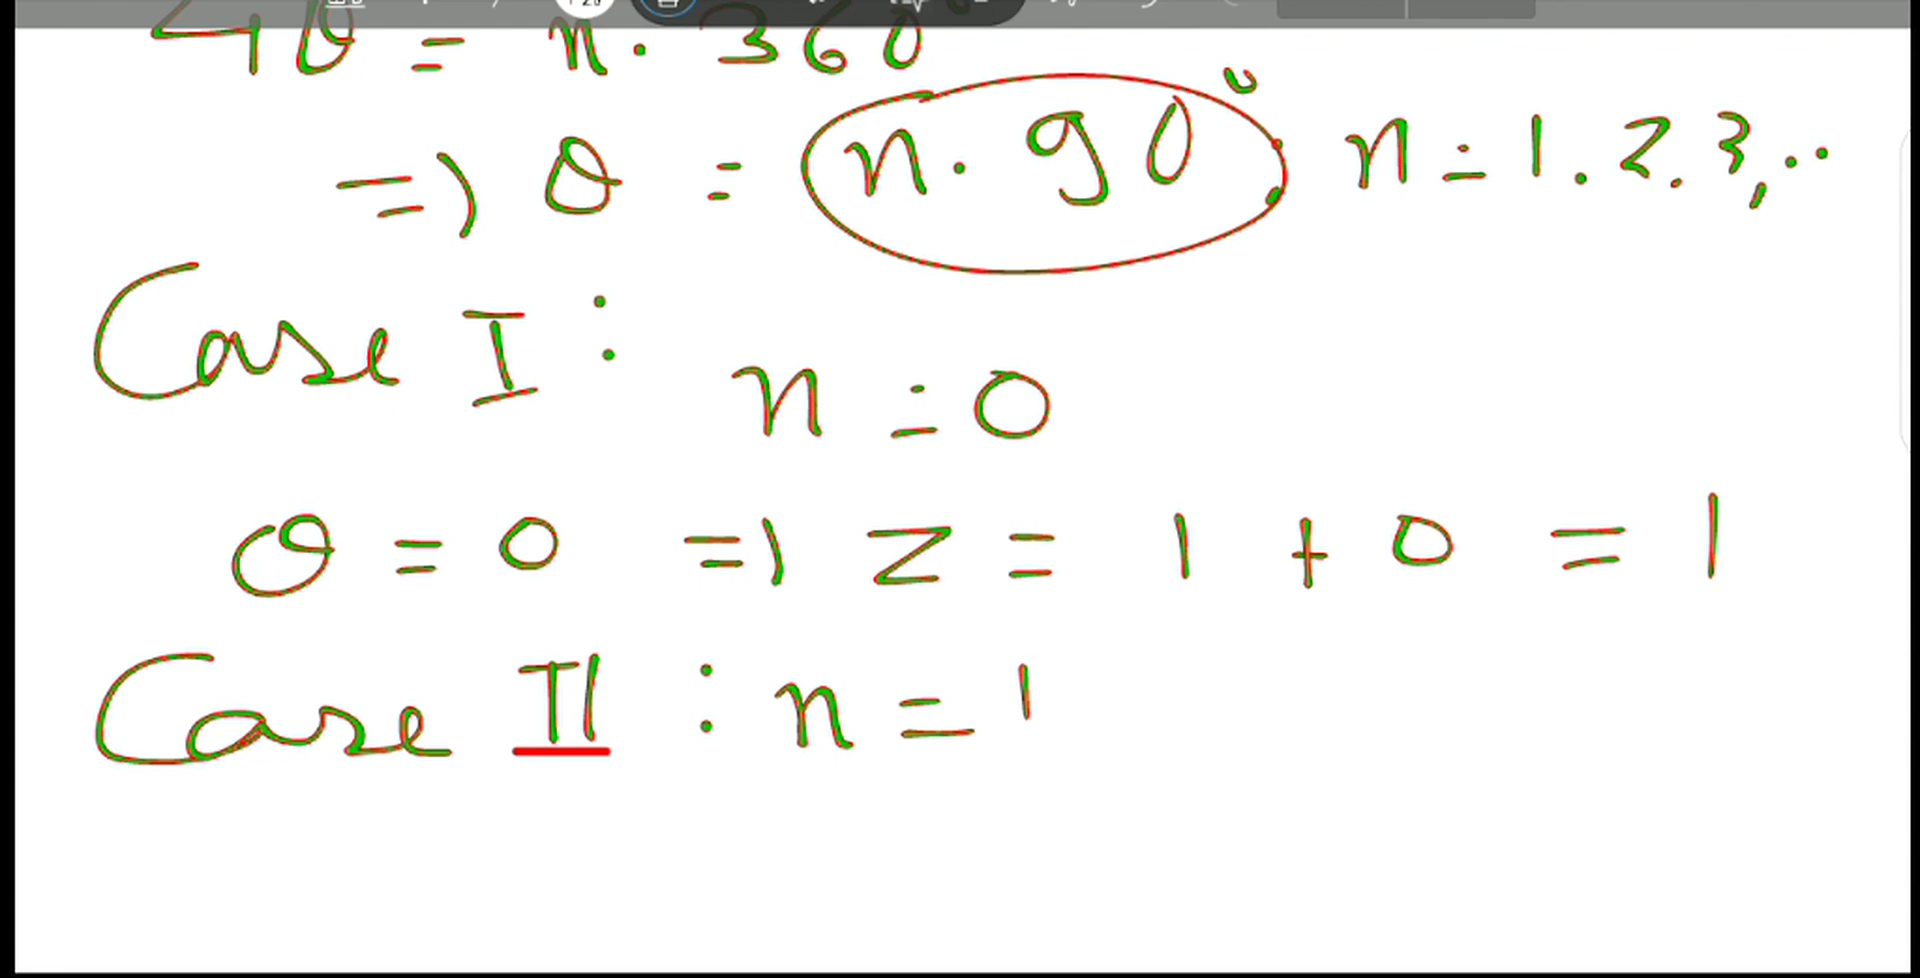 4θ = n. 360
=) θ = n. 90° n = 1. 2. 3, ..
Case I :
n = 0
θ = 0 =) z = 1 + 0 = 1
Case II : n = 1